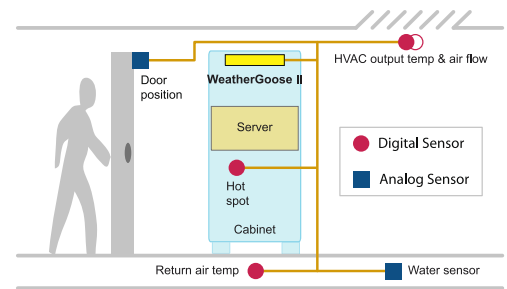 HVAC output temp & air flow
WeatherGoose II
Door
position
Server
Digital Sensor
Analog Sensor
Hot
spot
Cabinet
Return air temp
Water sensor